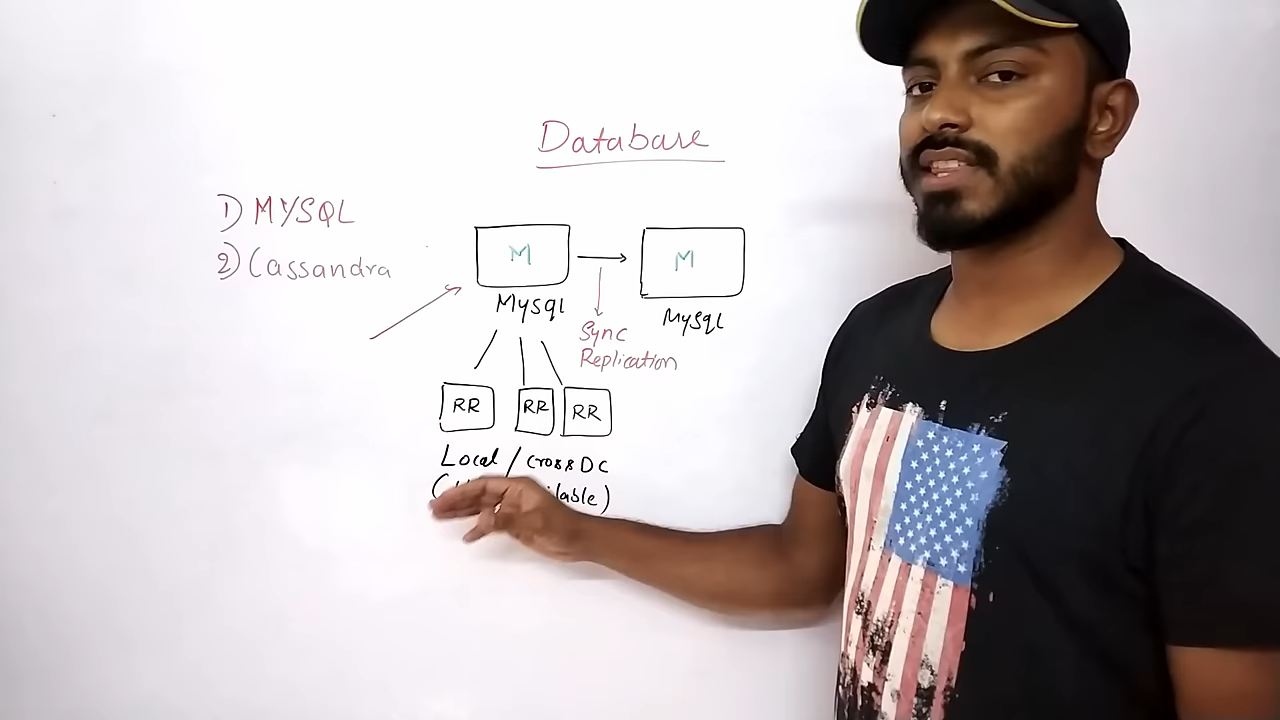 Database
1) MYSQL
2) Cassandra
M
M
Mysql
MySql
Sync
Replication
RR
RR
RR
Local / Cross DC